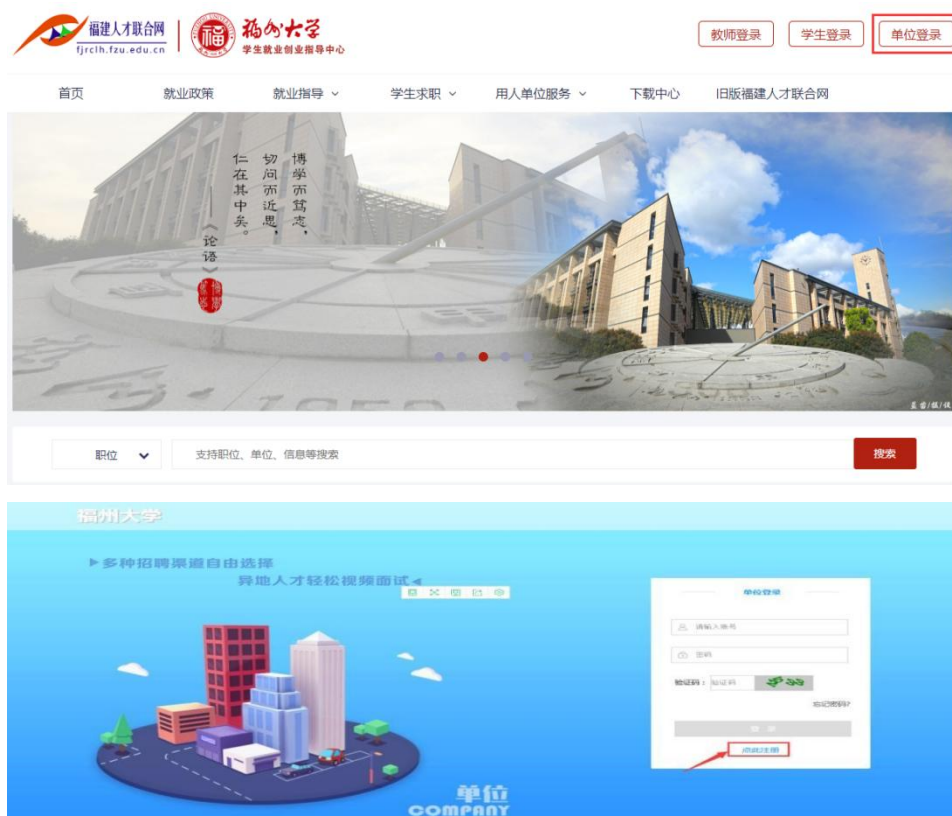 福建人才联合网
fjrclh.fzu.edu.cn
福
福州大学
学生就业创业指导中心
教师登录
学生登录
单位登录
首页
就业政策
就业指导
学生求职
用人单位服务
下载中心
旧版福建人才联合网
博学而笃志，
切问而近思，
仁在其中矣。
——《论语》
职位
支持职位、单位、信息等搜索
搜索
福州大学
多种招聘渠道自由选择
异地人才轻松视频面试
单位登录
请输入账号
密码
验证码：
验证码
忘记密码?
登 录
点此注册
单位
COMPANY